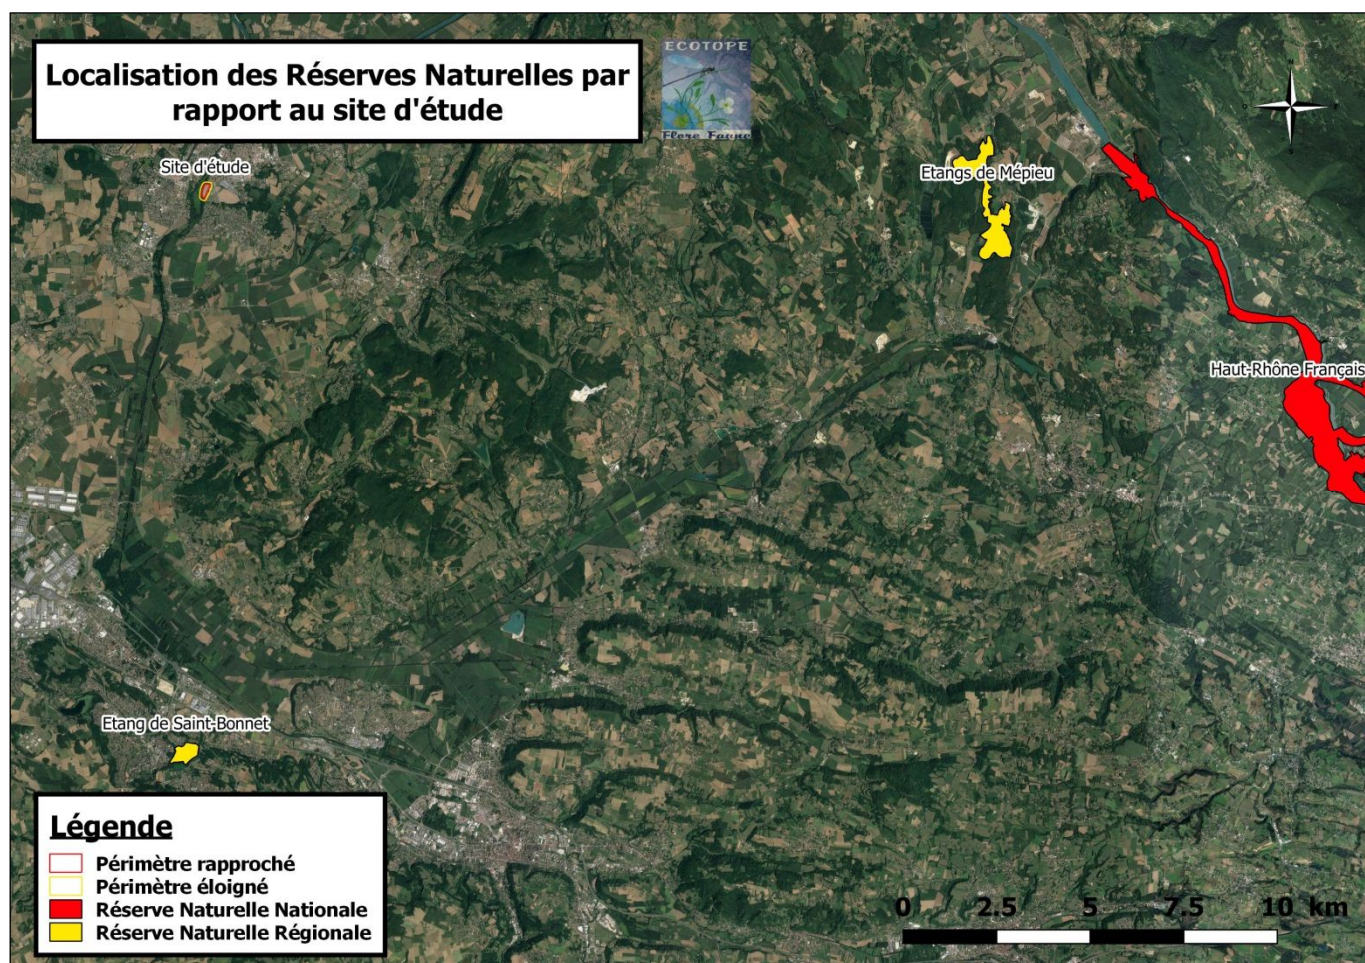 Localisation des Réserves Naturelles par
rapport au site d'étude
ECOTOPE
Flore Faune
N
O
E
S
Site d'étude
Etangs de Mépieu
Haut-Rhône Français
Etang de Saint-Bonnet
Légende
Périmètre rapproché
Périmètre éloigné
Réserve Naturelle Nationale
Réserve Naturelle Régionale
0 2.5 5 7.5 10 km